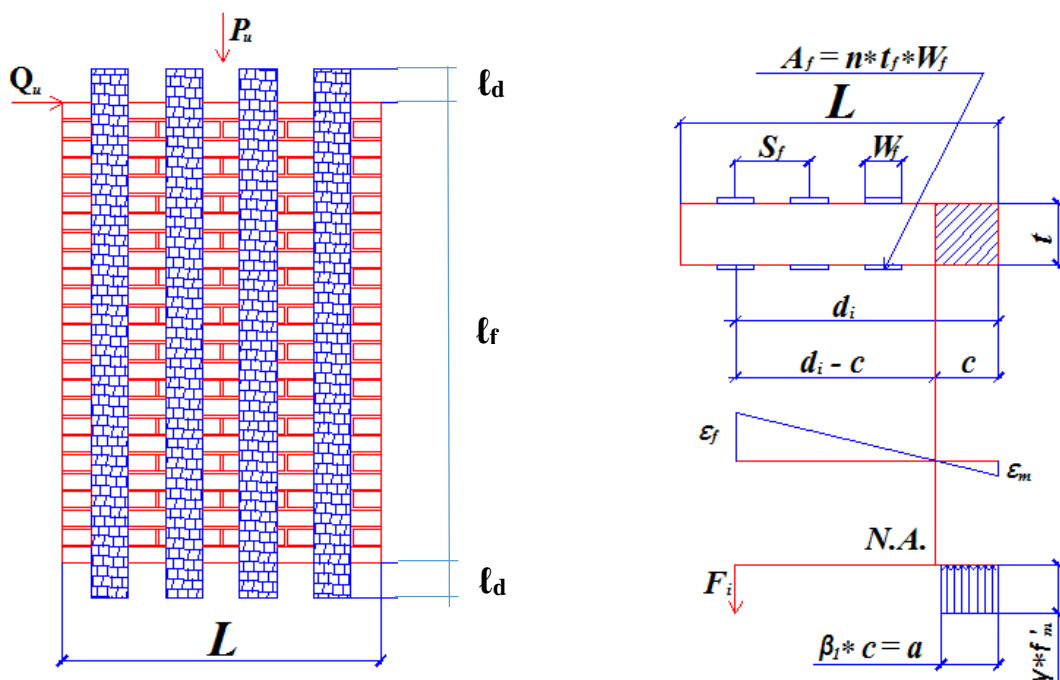 Pu
Qu
ℓd
ℓf
ℓd
L
Af = n* tf* Wf
L
Sf
Wf
t
di
di - c
c
εf
εm
N.A.
Fi
β1* c = a
γ* f'm